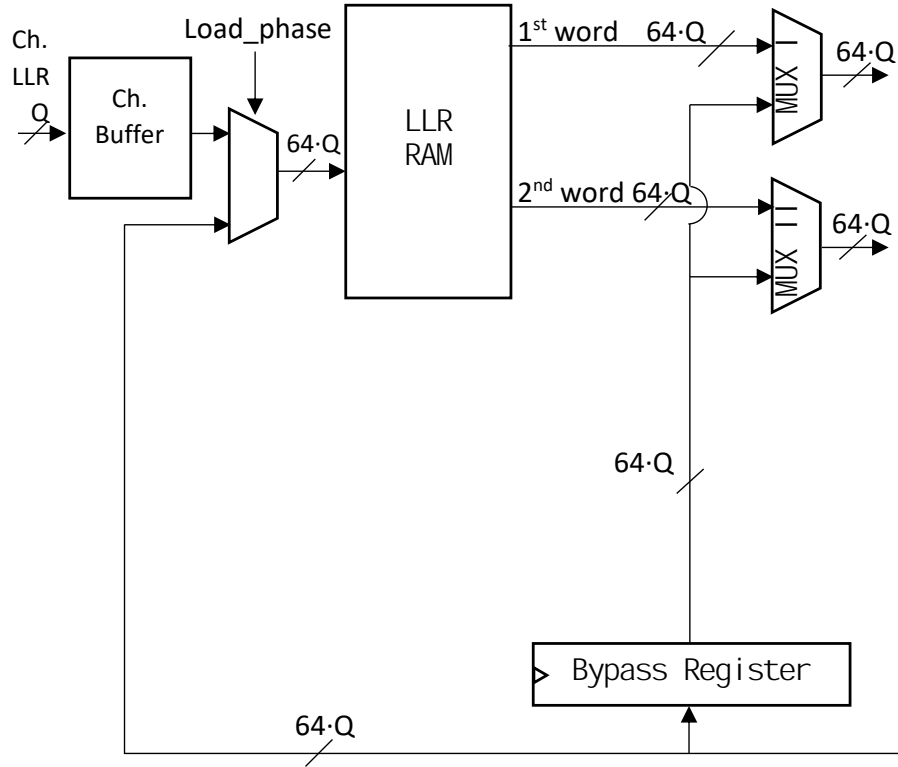 Ch.
LLR
Q
Ch.
Buffer
Load_phase
64·Q
LLR
RAM
1st word 64·Q
2nd word 64·Q
MUX I
64·Q
MUX II
64·Q
64·Q
Bypass Register
64·Q